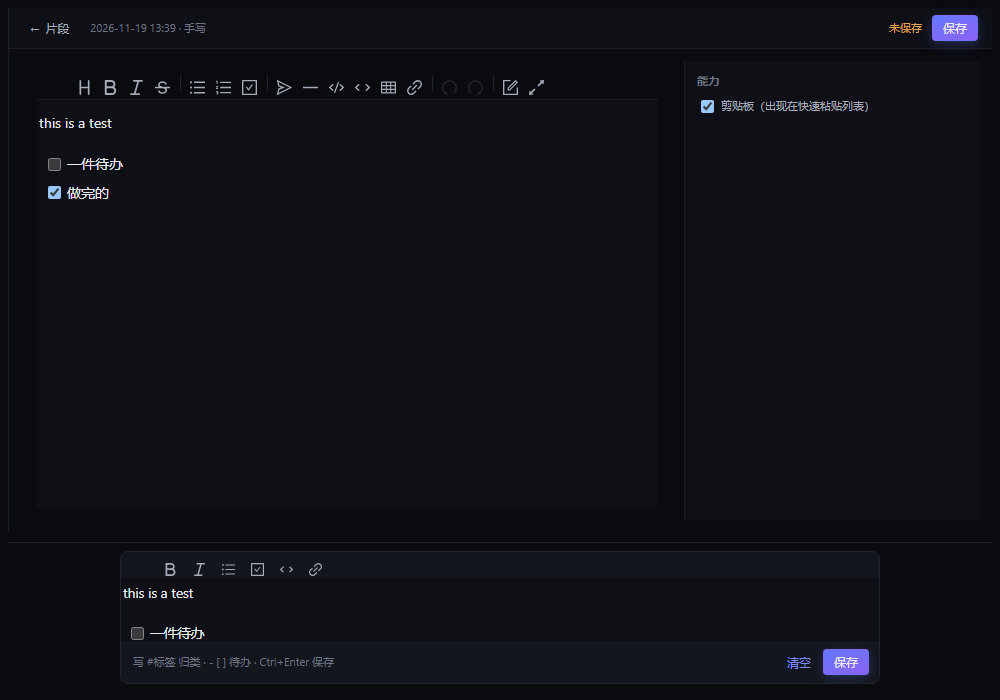 ← 片段 2026-11-19 13:39 · 手写 未保存 保存
H B I S
能力
剪贴板（出现在快速粘贴列表）
this is a test
一件待办
做完的
B I
this is a test
一件待办
写 #标签 归类 · - [ ] 待办 · Ctrl+Enter 保存 清空 保存